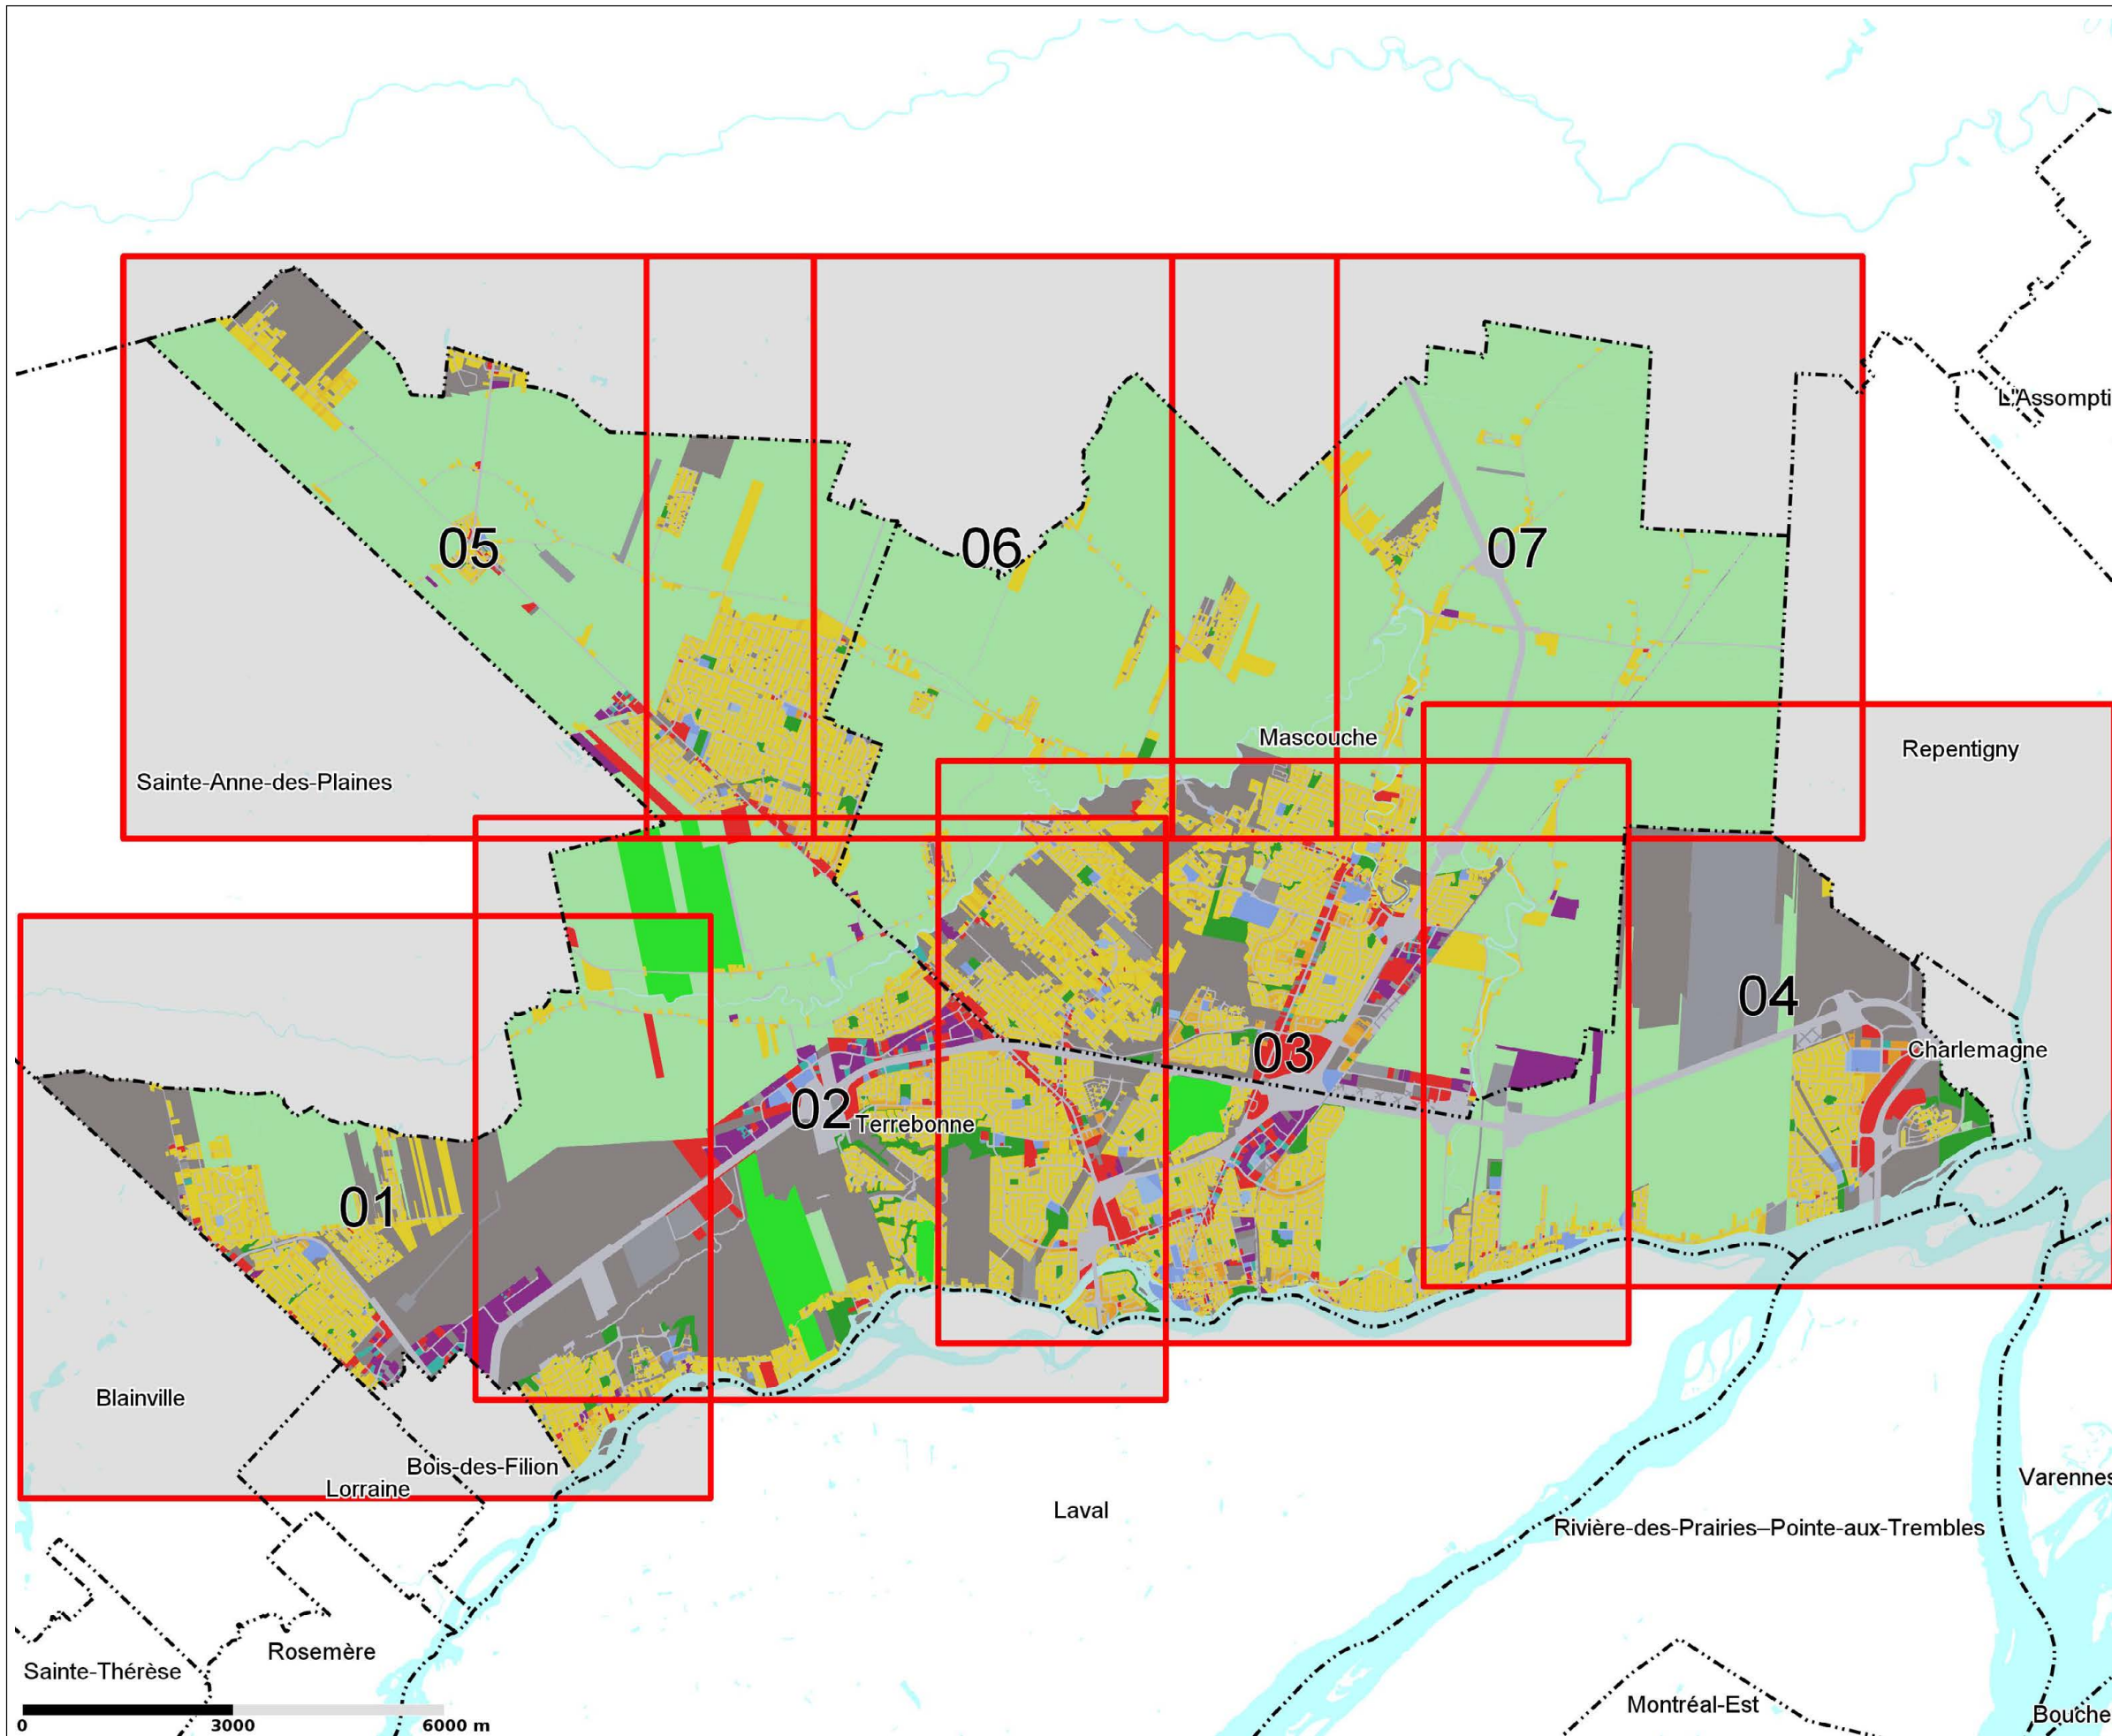 L'Assompti
05
06
07
Mascouche
Repentigny
Sainte-Anne-des-Plaines
04
03
Charlemagne
02
Terrebonne
01
Blainville
Bois-des-Filion
Lorraine
Varennes
Laval
Rivière-des-Prairies–Pointe-aux-Trembles
Rosemère
Sainte-Thérèse
Montréal-Est
Bouche
0 3000 6000 m